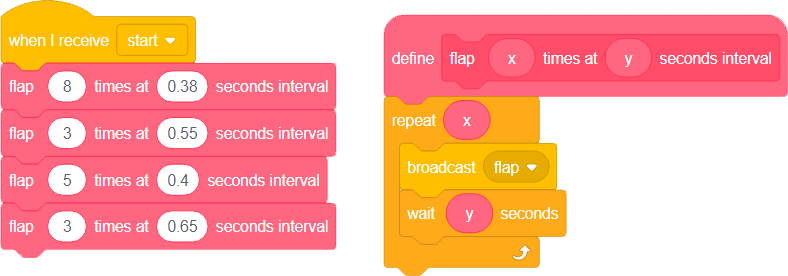 when I receive start
flap 8 times at 0.38 seconds interval
flap 3 times at 0.55 seconds interval
flap 5 times at 0.4 seconds interval
flap 3 times at 0.65 seconds interval
define flap x times at y seconds interval
repeat x
broadcast flap
wait y seconds